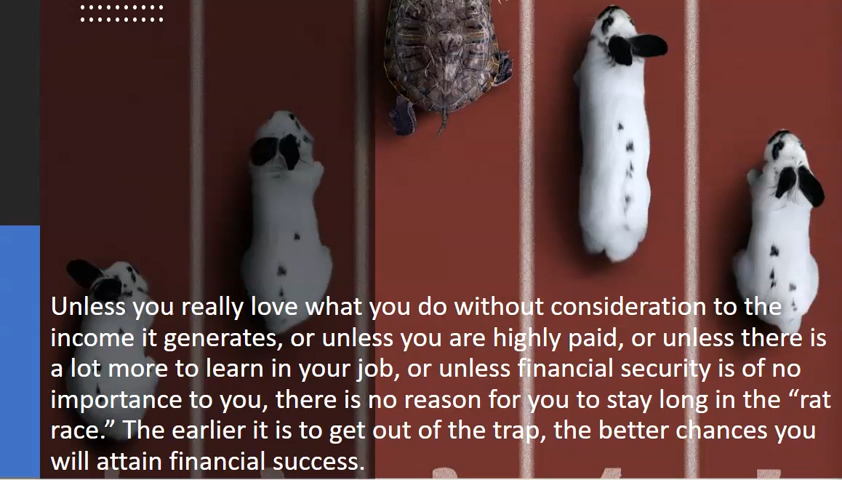 Unless you really love what you do without consideration to the
income it generates, or unless you are highly paid, or unless there is
a lot more to learn in your job, or unless financial security is of no
importance to you, there is no reason for you to stay long in the “rat
race.” The earlier it is to get out of the trap, the better chances you
will attain financial success.